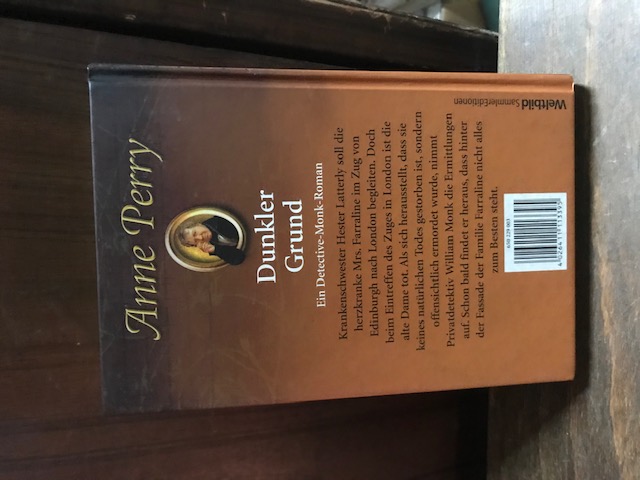 Anne Perry
Dunkler
Grund
Ein Detective-Monk-Roman
Krankenschwester Hester Latterly soll die
herzkranke Mrs. Farraline im Zug von
Edinburgh nach London begleiten. Doch
beim Eintreffen des Zuges in London ist die
alte Dame tot. Als sich herausstellt, dass sie
keines natürlichen Todes gestorben ist, sondern
offensichtlich ermordet wurde, nimmt
Privatdetektiv William Monk die Ermittlungen
auf. Schon bald findet er heraus, dass hinter
der Fassade der Familie Farraline nicht alles
zum Besten steht.
Weltbild SammlerEditionen